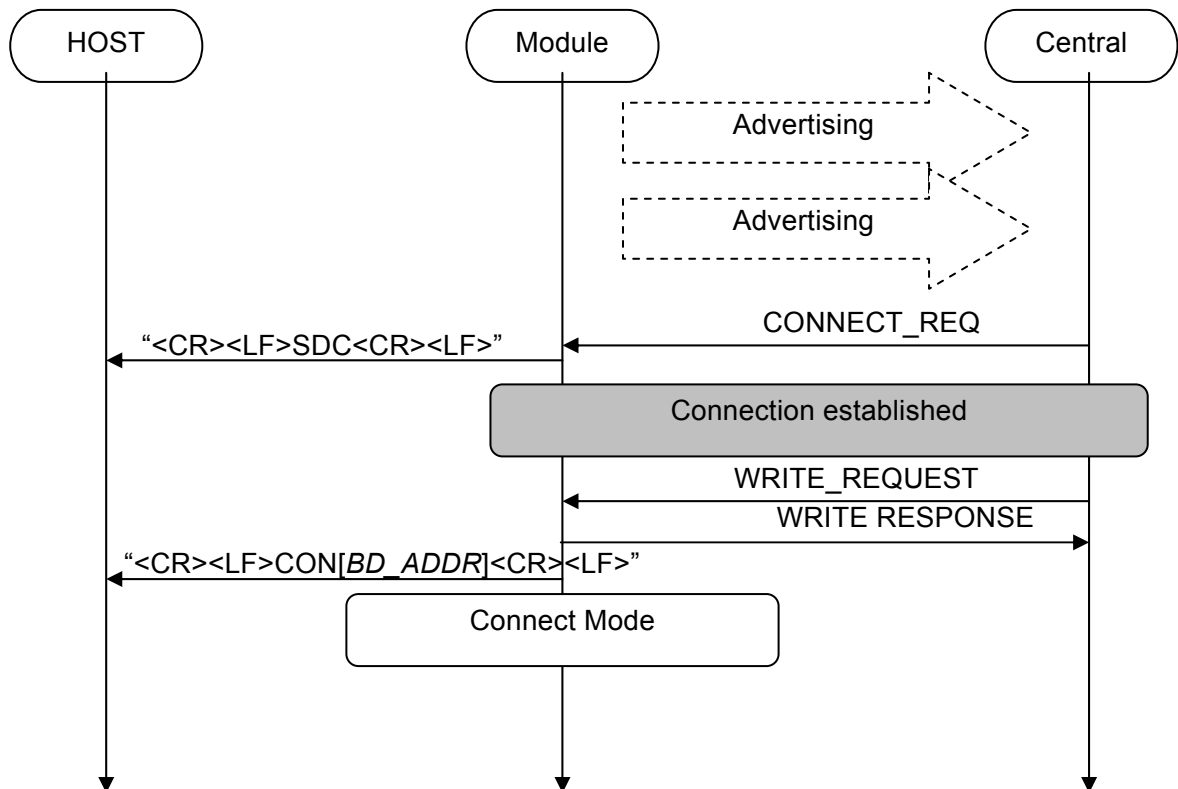 HOST
Module
Central
Advertising
Advertising
CONNECT_REQ
“<CR><LF>SDC<CR><LF>”
Connection established
WRITE_REQUEST
WRITE RESPONSE
“<CR><LF>CON[BD_ADDR]<CR><LF>”
Connect Mode